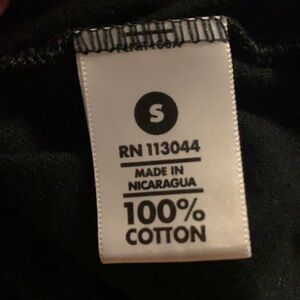 S
RN 113044
MADE IN
NICARAGUA
100%
COTTON